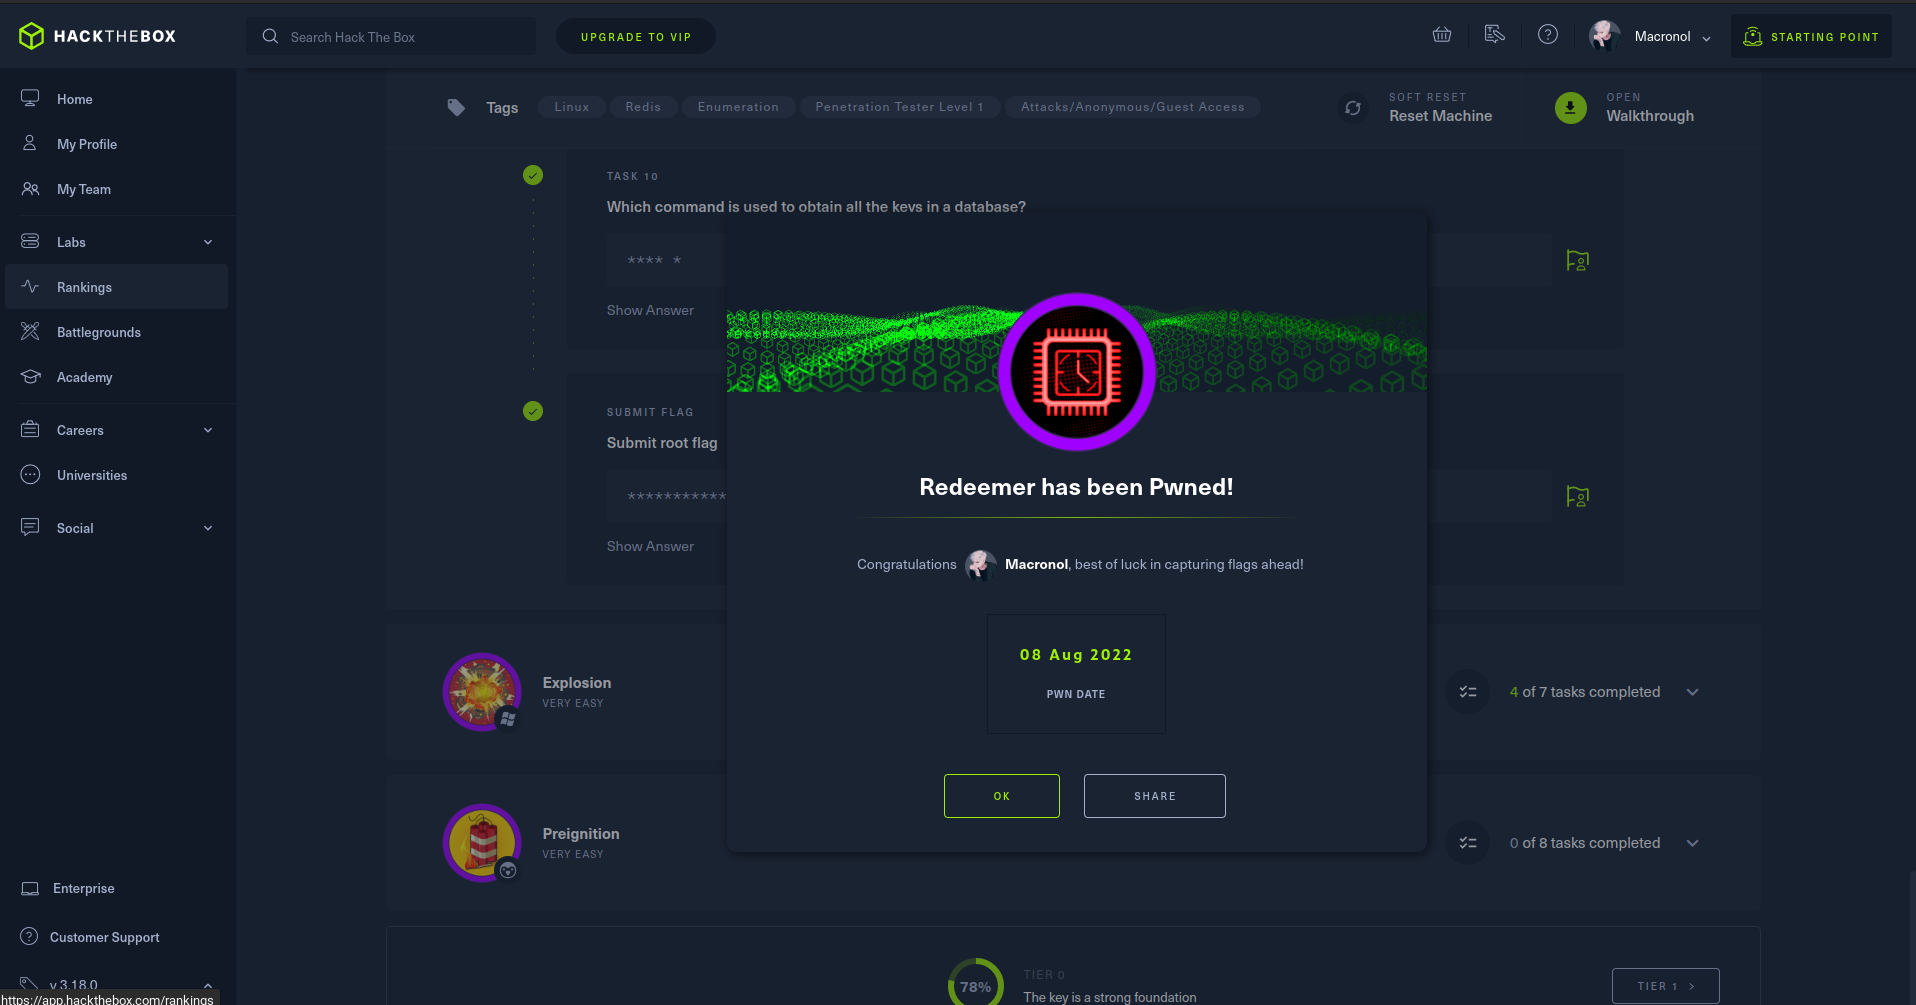 HACKTHEBOX
Search Hack The Box
UPGRADE TO VIP
Macronol
STARTING POINT
Home
My Profile
My Team
Labs
Rankings
Battlegrounds
Academy
Careers
Universities
Social
Enterprise
Customer Support
v 3.18.0
https://app.hackthebox.com/rankings
Tags
Linux
Redis
Enumeration
Penetration Tester Level 1
Attacks/Anonymous/Guest Access
SOFT RESET
Reset Machine
OPEN
Walkthrough
TASK 10
Which command is used to obtain all the keys in a database?
**** *
Show Answer
SUBMIT FLAG
Submit root flag
***********
Show Answer
Redeemer has been Pwned!
Congratulations Macronol, best of luck in capturing flags ahead!
08 Aug 2022
PWN DATE
OK
SHARE
Explosion
VERY EASY
4 of 7 tasks completed
Preignition
VERY EASY
0 of 8 tasks completed
78%
TIER 0
The key is a strong foundation
TIER 1 >